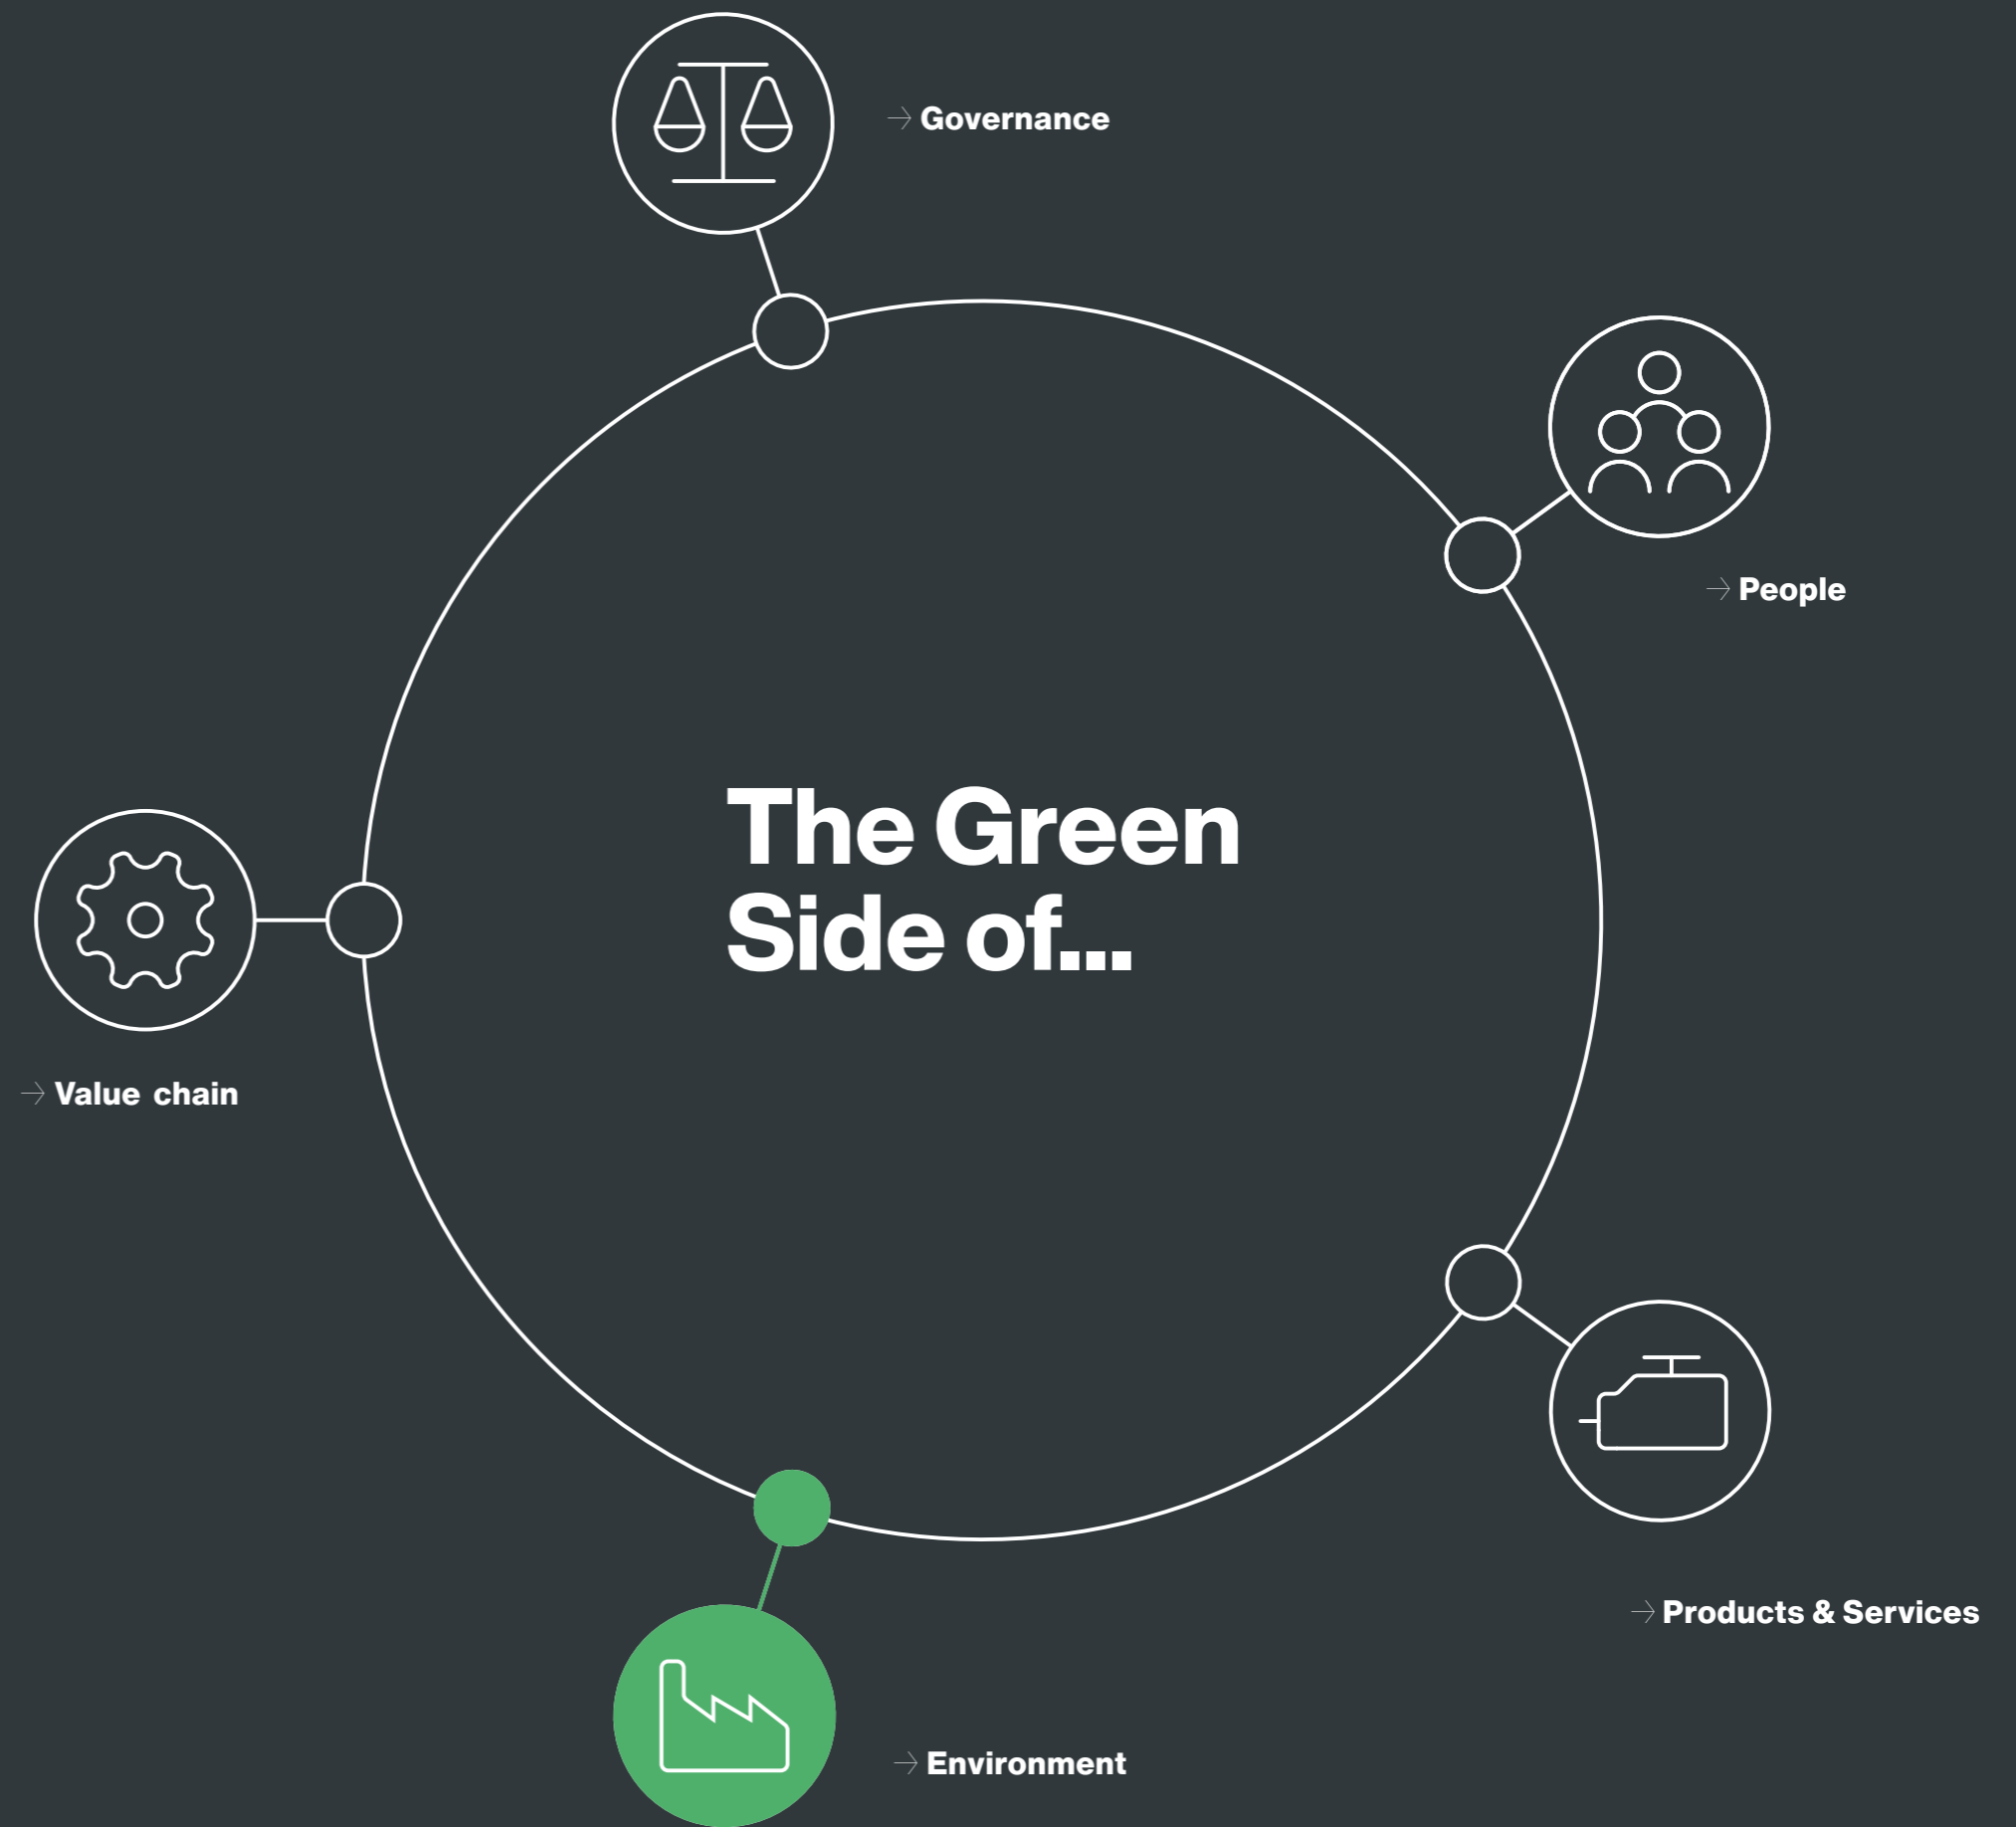 → Governance
→ People
The Green
Side of...
→ Value chain
→ Products & Services
→ Environment